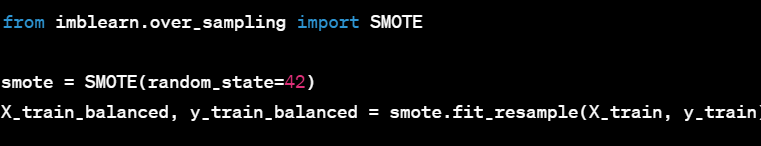 from imblearn.over_sampling import SMOTE
smote = SMOTE(random_state=42)
X_train_balanced, y_train_balanced = smote.fit_resample(X_train, y_train)